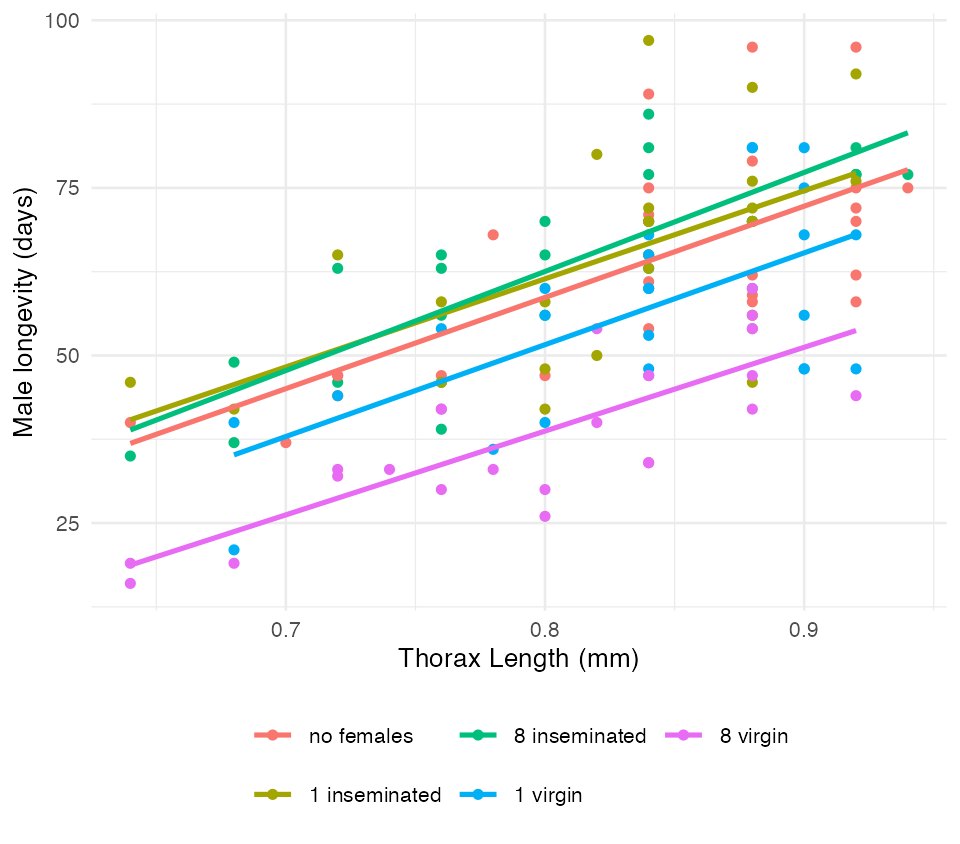 100
75
50
25
Male longevity (days)
0.7 0.8 0.9
Thorax Length (mm)
no females 8 inseminated 8 virgin
1 inseminated 1 virgin